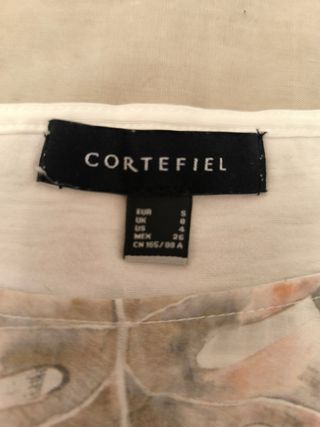 CORTEFIEL
EUR S
UK 8
US 4
MEX 26
CN 165/88 A